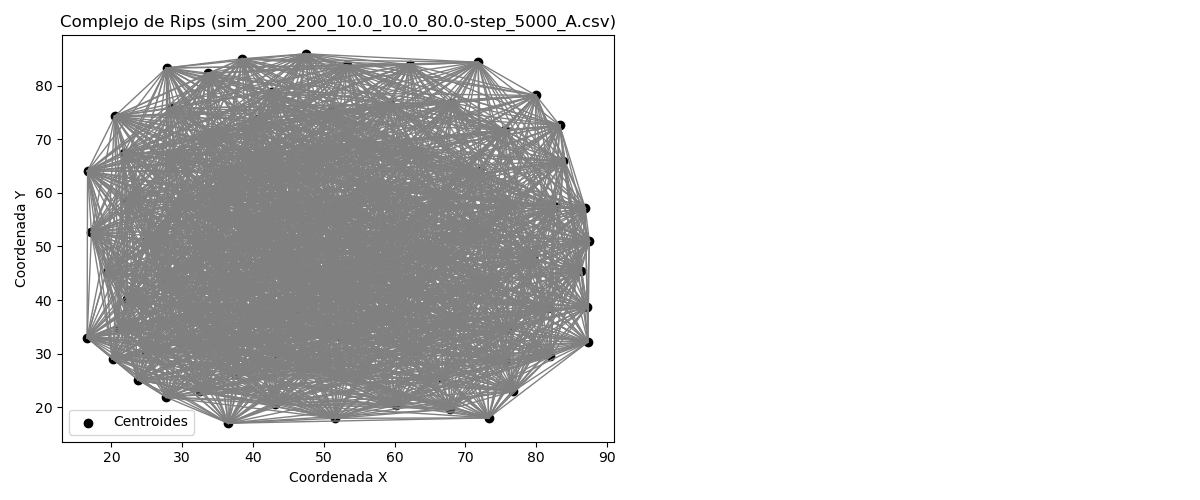 Complejo de Rips (sim_200_200_10.0_10.0_80.0-step_5000_A.csv)
Coordenada Y
80
70
60
50
40
30
20
Centroides
20 30 40 50 60 70 80 90
Coordenada X